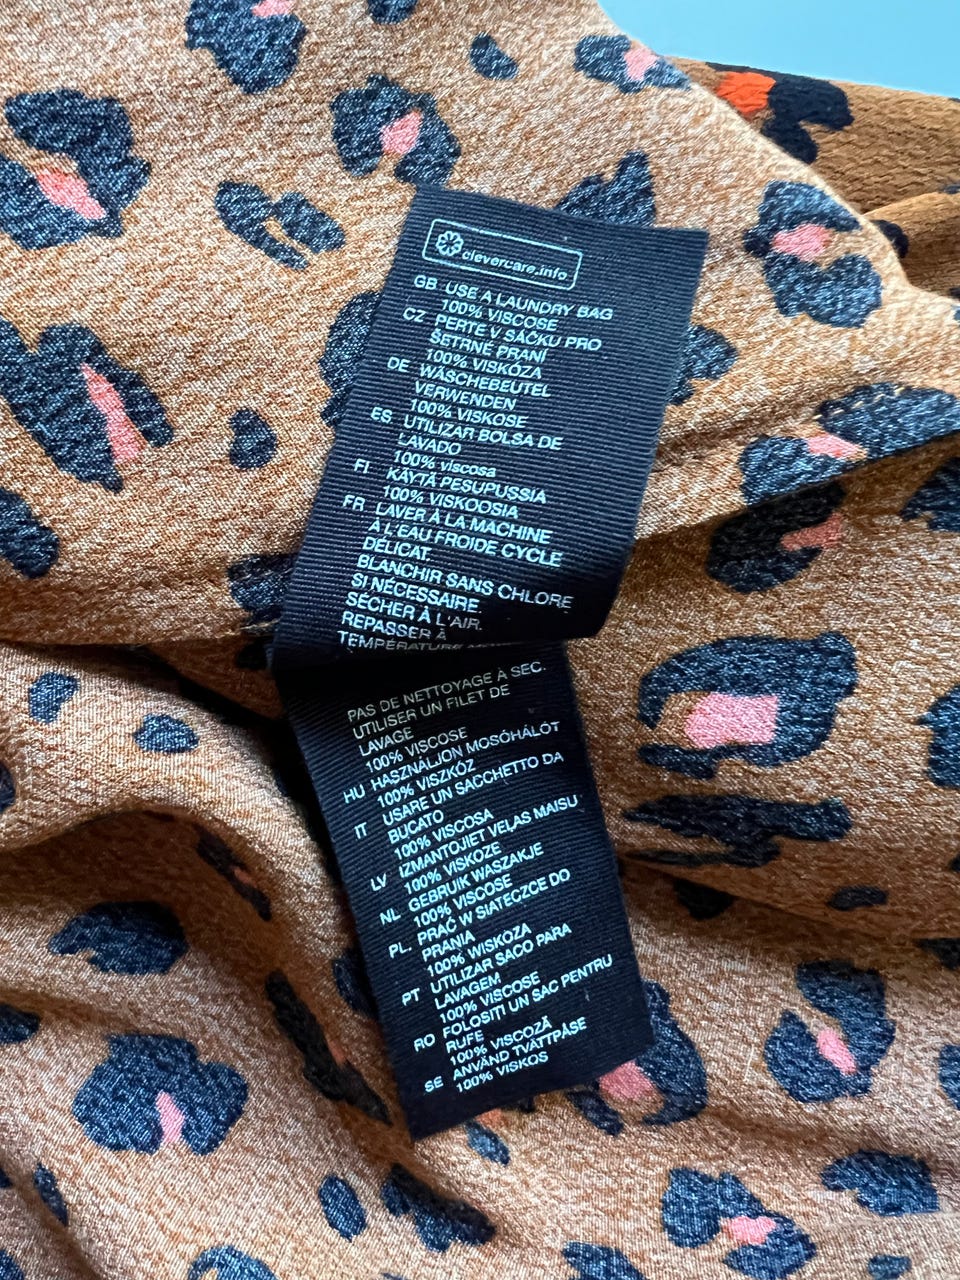 clevercare.info
GB USE A LAUNDRY BAG
100% VISCOSE
CZ PERTE V SÁČKU PRO
ŠETRNÉ PRANÍ
100% VISKÓZA
DE WÄSCHEBEUTEL
VERWENDEN
100% VISKOSE
ES UTILIZAR BOLSA DE
LAVADO
100% viscosa
FI KÄYTÄ PESUPUSSIA
100% VISKOOSIA
FR LAVER À LA MACHINE
À L'EAU FROIDE CYCLE
DÉLICAT
BLANCHIR SANS CHLORE
SI NÉCESSAIRE.
SÉCHER À L'AIR.
REPASSER À
TEMPÉRATURE
PAS DE NETTOYAGE À SEC.
UTILISER UN FILET DE
LAVAGE
100% VISCOSE
HU HASZNÁLJON MOSÓHÁLÓT
100% VISZKÓZ
IT USARE UN SACCHETTO DA
BUCATO
100% VISCOSA
LV IZMANTOJIET VEĻAS MAISU
100% VISKOZE
NL GEBRUIK WASZAKJE
100% VISCOSE
PL. PRAĆ W SIATECZCE DO
PRANIA
100% WISKOZA
PT UTILIZAR SACO PARA
LAVAGEM
100% VISCOSE
RO FOLOSITI UN SAC PENTRU
RUFE
100% VISCOZĂ
SE ANVÄND TVÄTTPÅSE
100% VISKOS